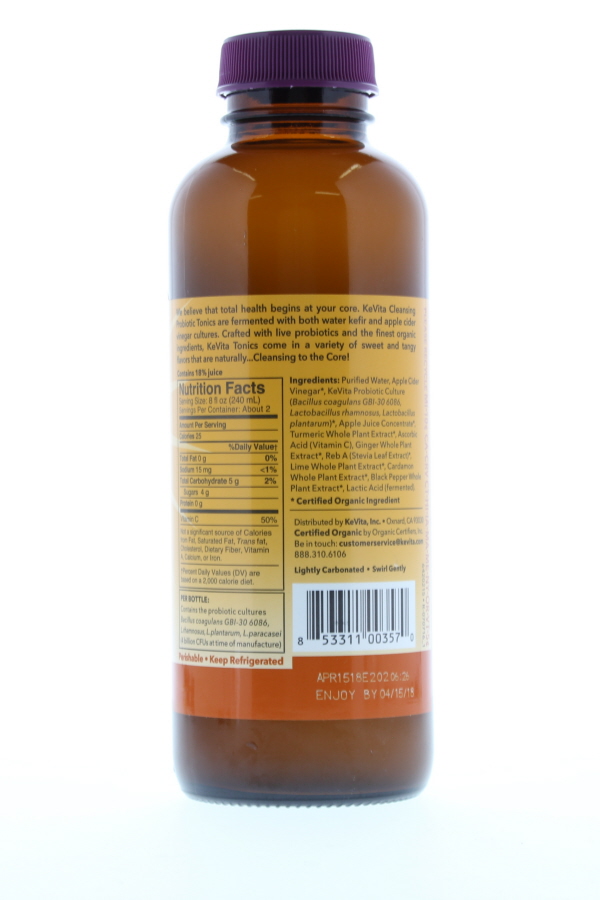 We believe that total health begins at your core. KeVita Cleansing
Probiotic Tonics are fermented with both water kefir and apple cider
vinegar cultures. Crafted with live probiotics and the finest organic
ingredients, KeVita Tonics come in a variety of sweet and tangy
flavors that are naturally...Cleansing to the Core!
Contains 18% juice
Nutrition Facts
Serving Size: 8 fl oz (240 mL)
Servings Per Container: About 2
Amount Per Serving
Calories 25
%Daily Value†
Total Fat 0 g 0%
Sodium 15 mg <1%
Total Carbohydrate 5 g 2%
Sugars 4 g
Protein 0 g
Vitamin C 50%
Not a significant source of Calories
from Fat, Saturated Fat, Trans fat,
Cholesterol, Dietary Fiber, Vitamin
A, Calcium, or Iron.
†Percent Daily Values (DV) are
based on a 2,000 calorie diet.
PER BOTTLE:
Contains the probiotic cultures
Bacillus coagulans GBI-30 6086,
L.rhamnosus, L.plantarum, L.paracasei
billion CFUs at time of manufacture)
Perishable • Keep Refrigerated
Ingredients: Purified Water, Apple Cider
Vinegar*, KeVita Probiotic Culture
(Bacillus coagulans GBI-30 6086,
Lactobacillus rhamnosus, Lactobacillus
plantarum)*, Apple Juice Concentrate*,
Turmeric Whole Plant Extract*, Ascorbic
Acid (Vitamin C), Ginger Whole Plant
Extract*, Reb A (Stevia Leaf Extract)*,
Lime Whole Plant Extract*, Cardamon
Whole Plant Extract*, Black Pepper Whole
Plant Extract*, Lactic Acid (fermented).
* Certified Organic Ingredient
Distributed by KeVita, Inc. • Oxnard, CA
Certified Organic by Organic Certifiers, Inc.
Be in touch: customerservice@kevita.com
888.310.6106
Lightly Carbonated • Swirl Gently
8 53311 00357 0
APR1518E202 06:26
ENJOY BY 04/15/18